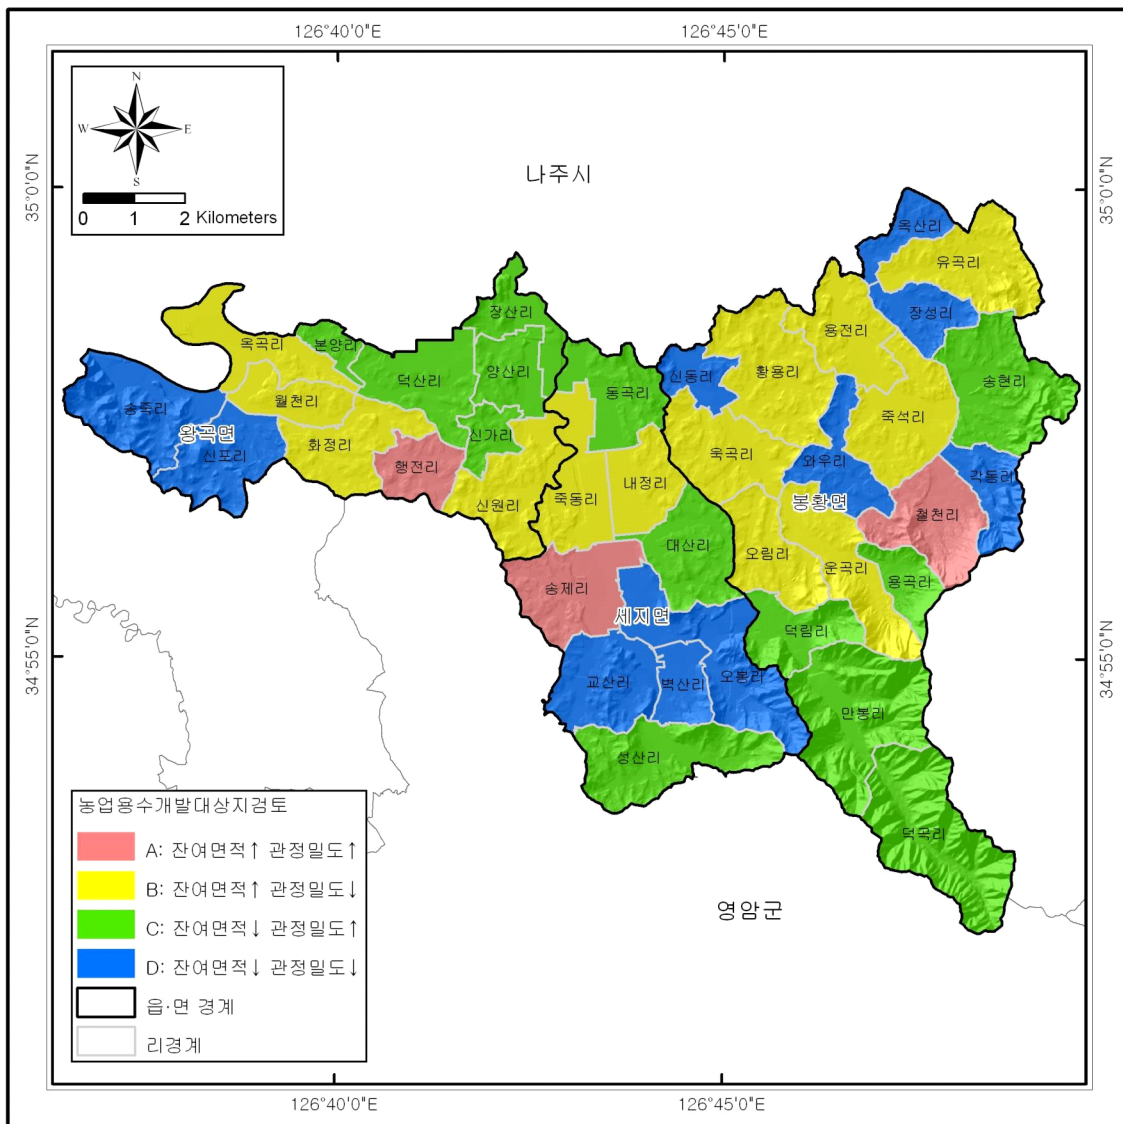 126°40'0"E
126°45'0"E
N
W
E
S
0 1 2 Kilometers
35°0'0"N
35°0'0"N
나주시
옥산리
유곡리
장성리
장산리
용전리
옥곡리
본양리
덕산리
양산리
동곡리
신동리
황용리
송현리
송죽리
월천리
죽석리
왕곡면
신포리
화정리
신가리
행전리
욱곡리
와우리
각동리
신원리
죽동리
내정리
봉황면
철천리
대산리
오림리
운곡리
용곡리
송제리
세지면
덕림리
34°55'0"N
34°55'0"N
교산리
벽산리
오봉리
만봉리
성산리
덕곡리
영암군
농업용수개발대상지검토
A: 잔여면적↑ 관정밀도↑
B: 잔여면적↑ 관정밀도↓
C: 잔여면적↓ 관정밀도↑
D: 잔여면적↓ 관정밀도↓
읍·면 경계
리경계
126°40'0"E
126°45'0"E